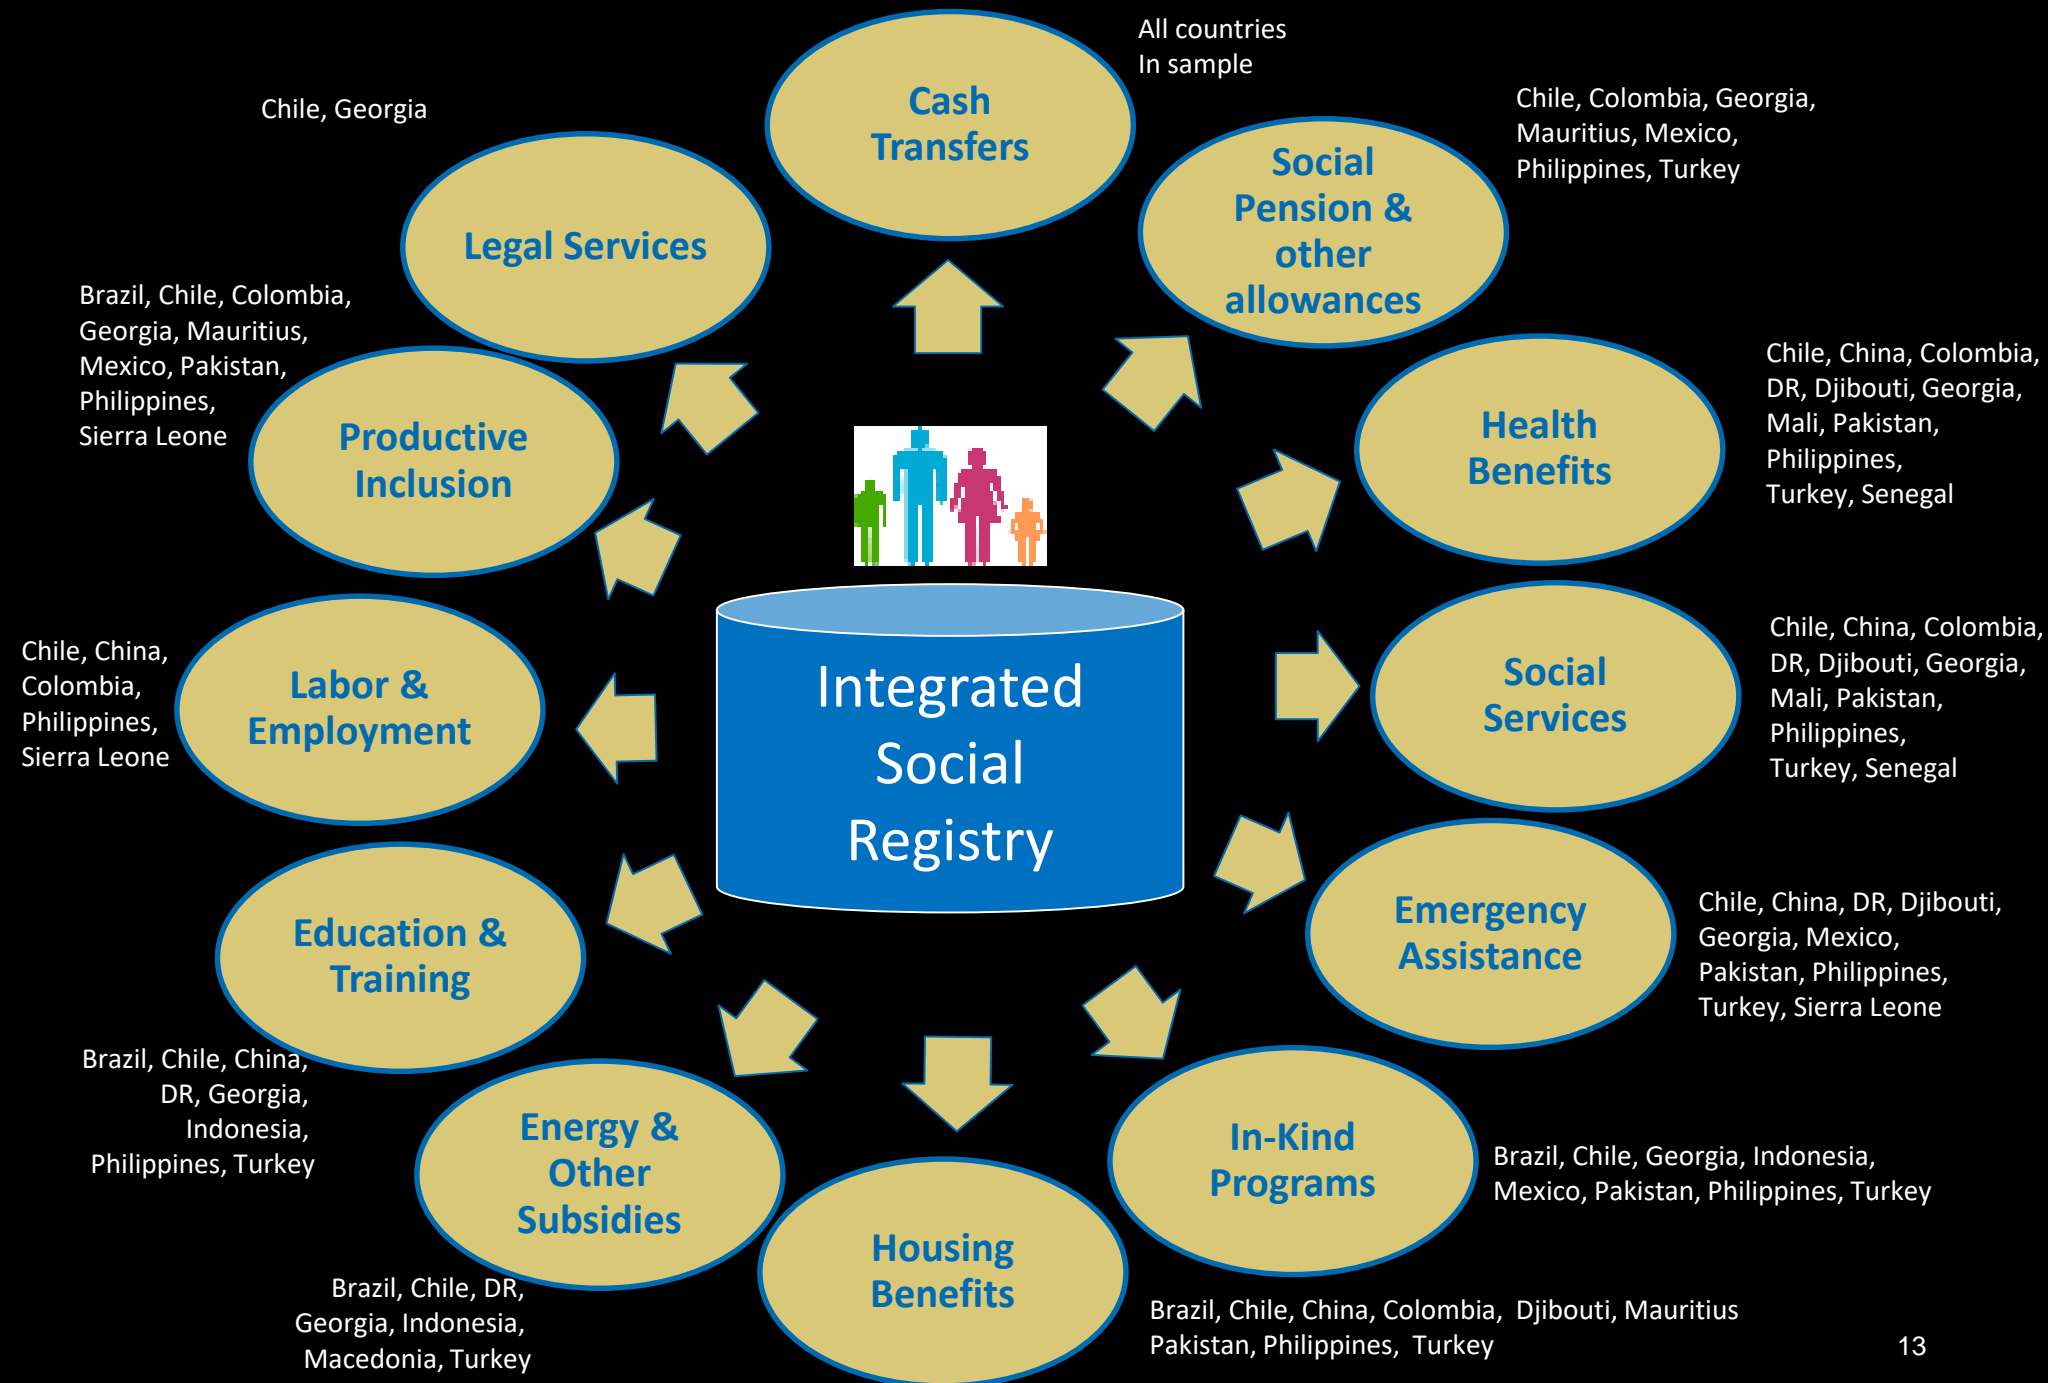 Cash
Transfers
All countries
In sample
Social
Pension &
other
allowances
Chile, Colombia, Georgia,
Mauritius, Mexico,
Philippines, Turkey
Health
Benefits
Chile, China, Colombia,
DR, Djibouti, Georgia,
Mali, Pakistan,
Philippines,
Turkey, Senegal
Social
Services
Chile, China, Colombia,
DR, Djibouti, Georgia,
Mali, Pakistan,
Philippines,
Turkey, Senegal
Emergency
Assistance
Chile, China, DR, Djibouti,
Georgia, Mexico,
Pakistan, Philippines,
Turkey, Sierra Leone
In-Kind
Programs
Brazil, Chile, Georgia, Indonesia,
Mexico, Pakistan, Philippines, Turkey
Housing
Benefits
Brazil, Chile, China, Colombia, Djibouti, Mauritius
Pakistan, Philippines, Turkey
Energy &
Other
Subsidies
Brazil, Chile, DR,
Georgia, Indonesia,
Macedonia, Turkey
Education &
Training
Brazil, Chile, China,
DR, Georgia,
Indonesia,
Philippines, Turkey
Labor &
Employment
Chile, China,
Colombia,
Philippines,
Sierra Leone
Productive
Inclusion
Brazil, Chile, Colombia,
Georgia, Mauritius,
Mexico, Pakistan,
Philippines,
Sierra Leone
Legal Services
Chile, Georgia
Integrated
Social
Registry
13